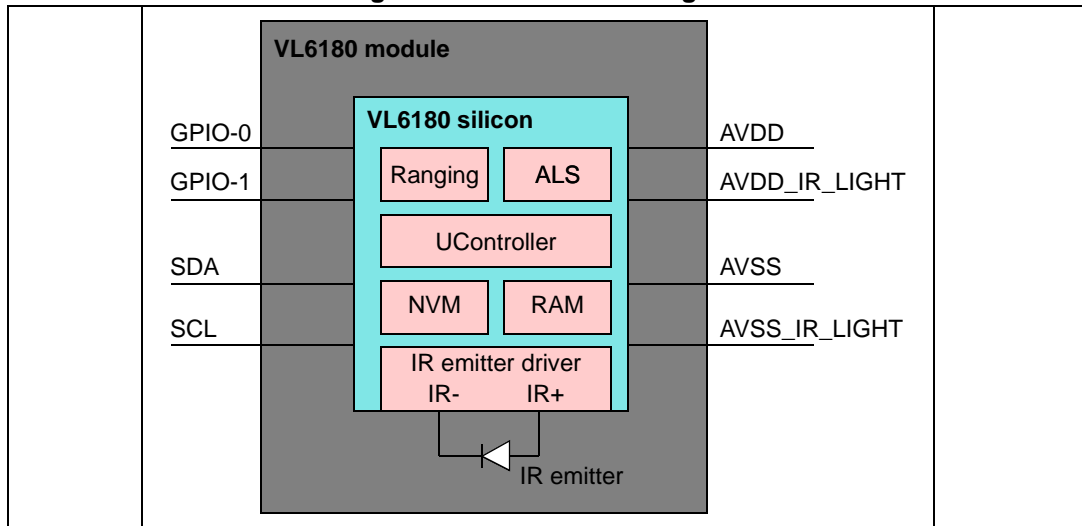 VL6180 module
VL6180 silicon
GPIO-0
GPIO-1
SDA
SCL
Ranging
ALS
UController
NVM
RAM
IR emitter driver
IR-
IR+
IR emitter
AVDD
AVDD_IR_LIGHT
AVSS
AVSS_IR_LIGHT